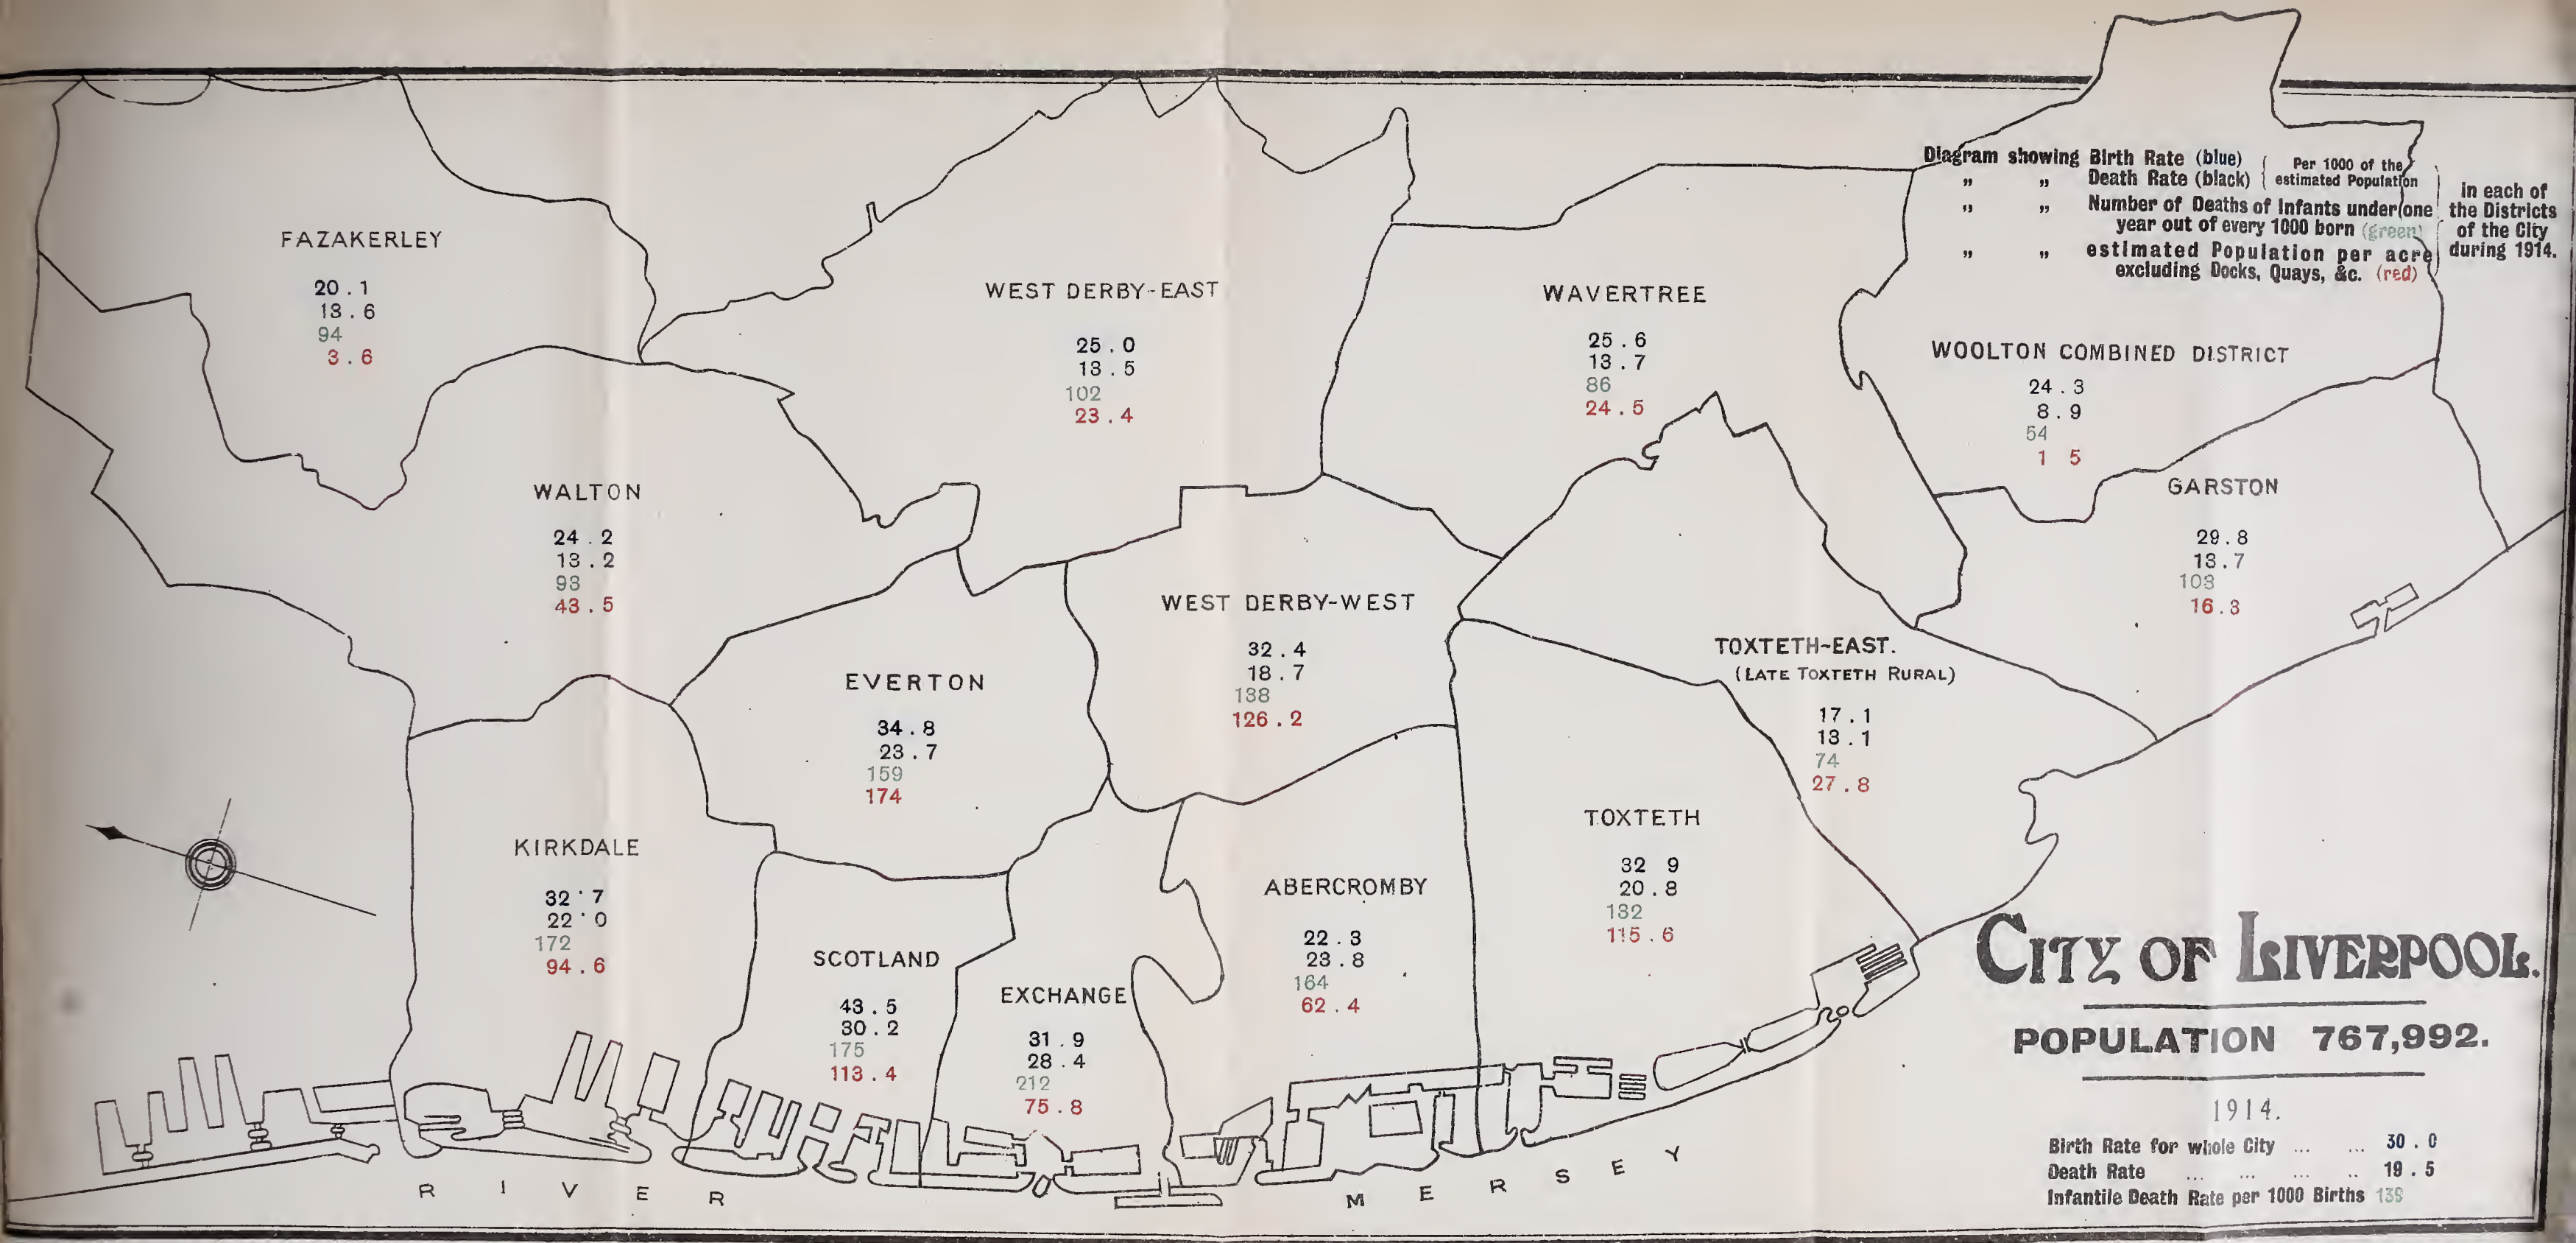 Diagram showing Birth Rate (blue) Per 1000 of the
„ „ Death Rate (black) estimated Population
„ „ Number of Deaths of Infants under one
year out of every 1000 born (green)
„ „ estimated Population per acre
excluding Docks, Quays, &c. (red)
in each of
the Districts
of the City
during 1914.
FAZAKERLEY
20.1
13.6
94
3.6
WEST DERBY-EAST
25.0
13.5
102
23.4
WAVERTREE
25.6
13.7
86
24.5
WOOLTON COMBINED DISTRICT
24.3
8.9
54
1 5
WALTON
24.2
13.2
93
43.5
GARSTON
29.8
13.7
103
16.3
WEST DERBY-WEST
32.4
18.7
138
126.2
TOXTETH-EAST.
(LATE TOXTETH RURAL)
17.1
13.1
74
27.8
EVERTON
34.8
23.7
159
174
KIRKDALE
32.7
22.0
172
94.6
TOXTETH
32 9
20.8
132
115.6
ABERCROMBY
22.3
23.8
164
62.4
SCOTLAND
43.5
30.2
175
113.4
EXCHANGE
31.9
28.4
212
75.8
RIVER MERSEY
CITY OF LIVERPOOL.
POPULATION 767,992.
1914.
Birth Rate for whole City ... ... 30.0
Death Rate ... ... ... .. 19.5
Infantile Death Rate per 1000 Births 139